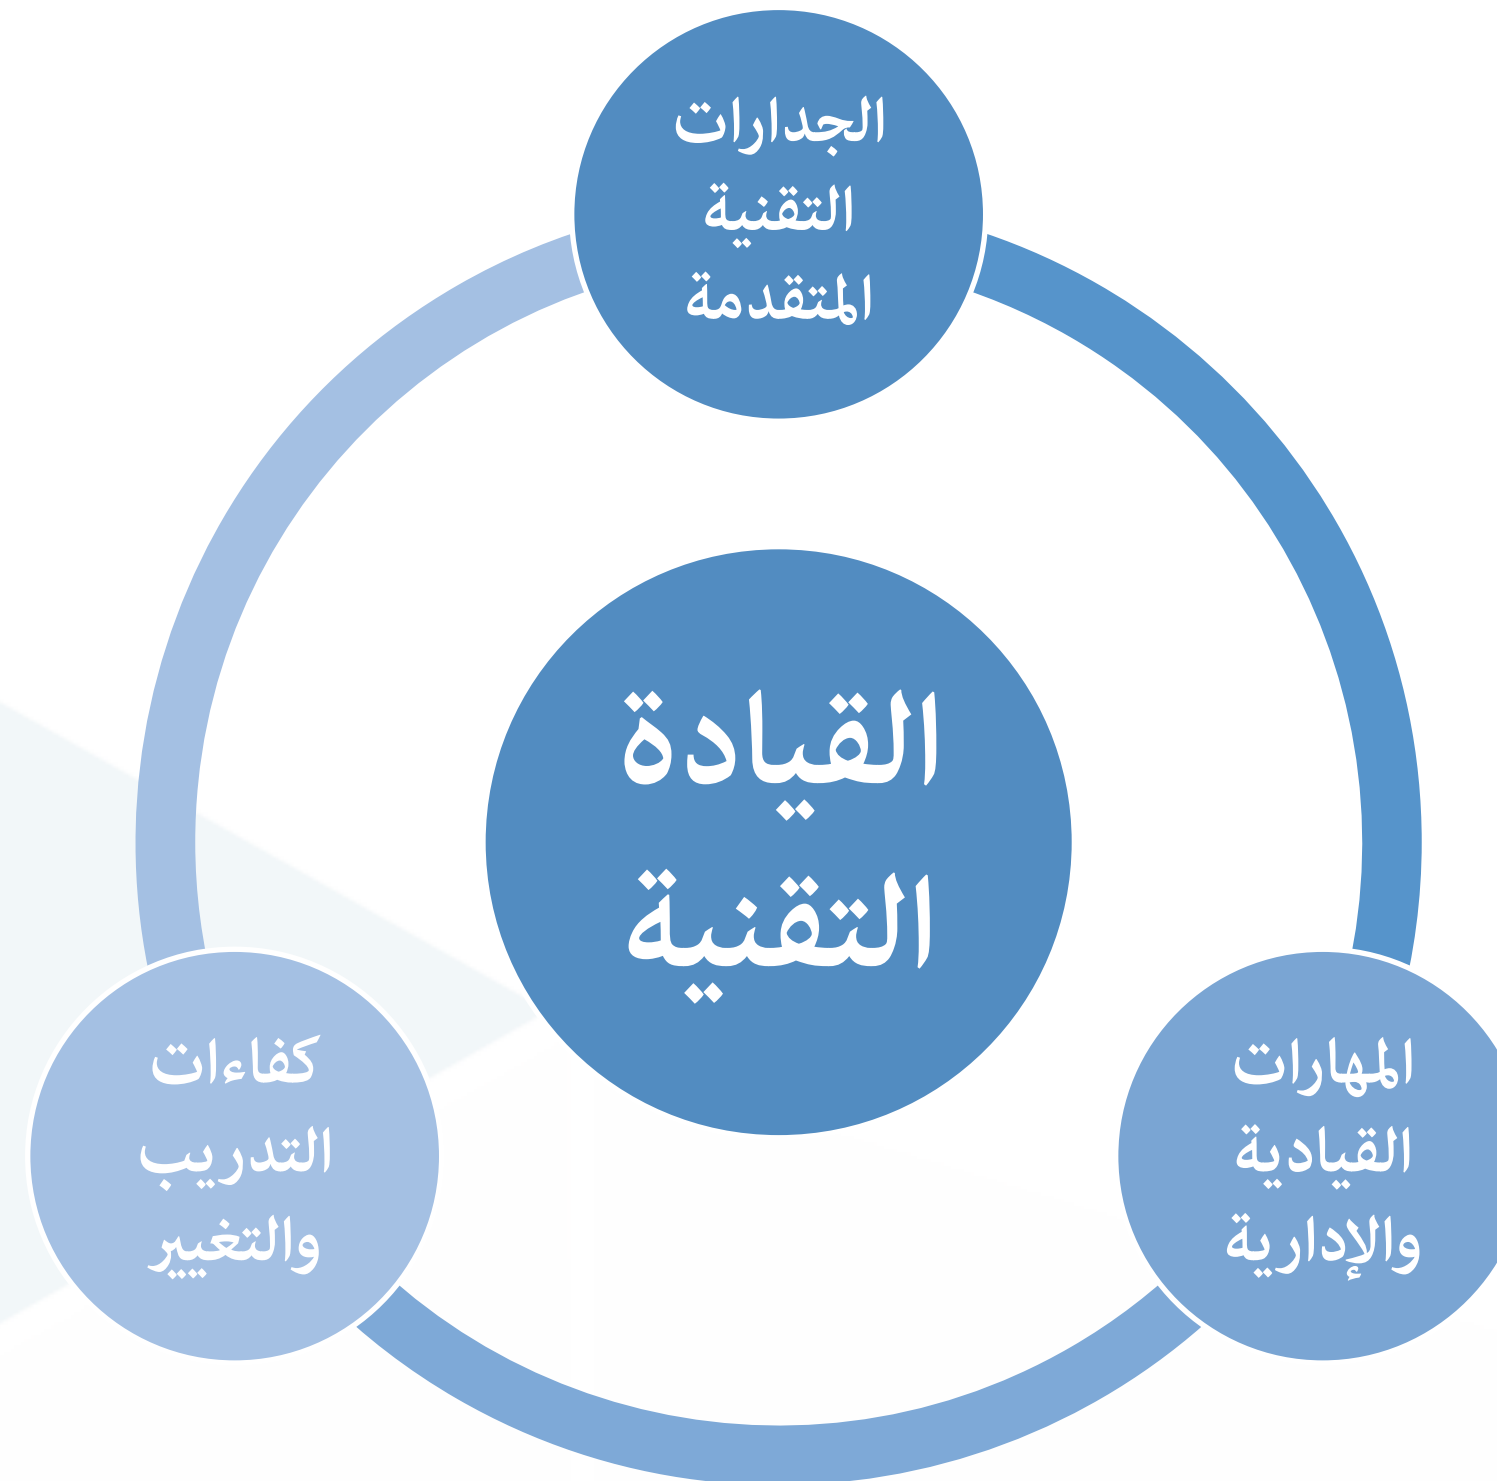 الجدارات
التقنية
المتقدمة
القيادة
التقنية
المهارات
القيادية
والإدارية
كفاءات
التدريب
والتغيير